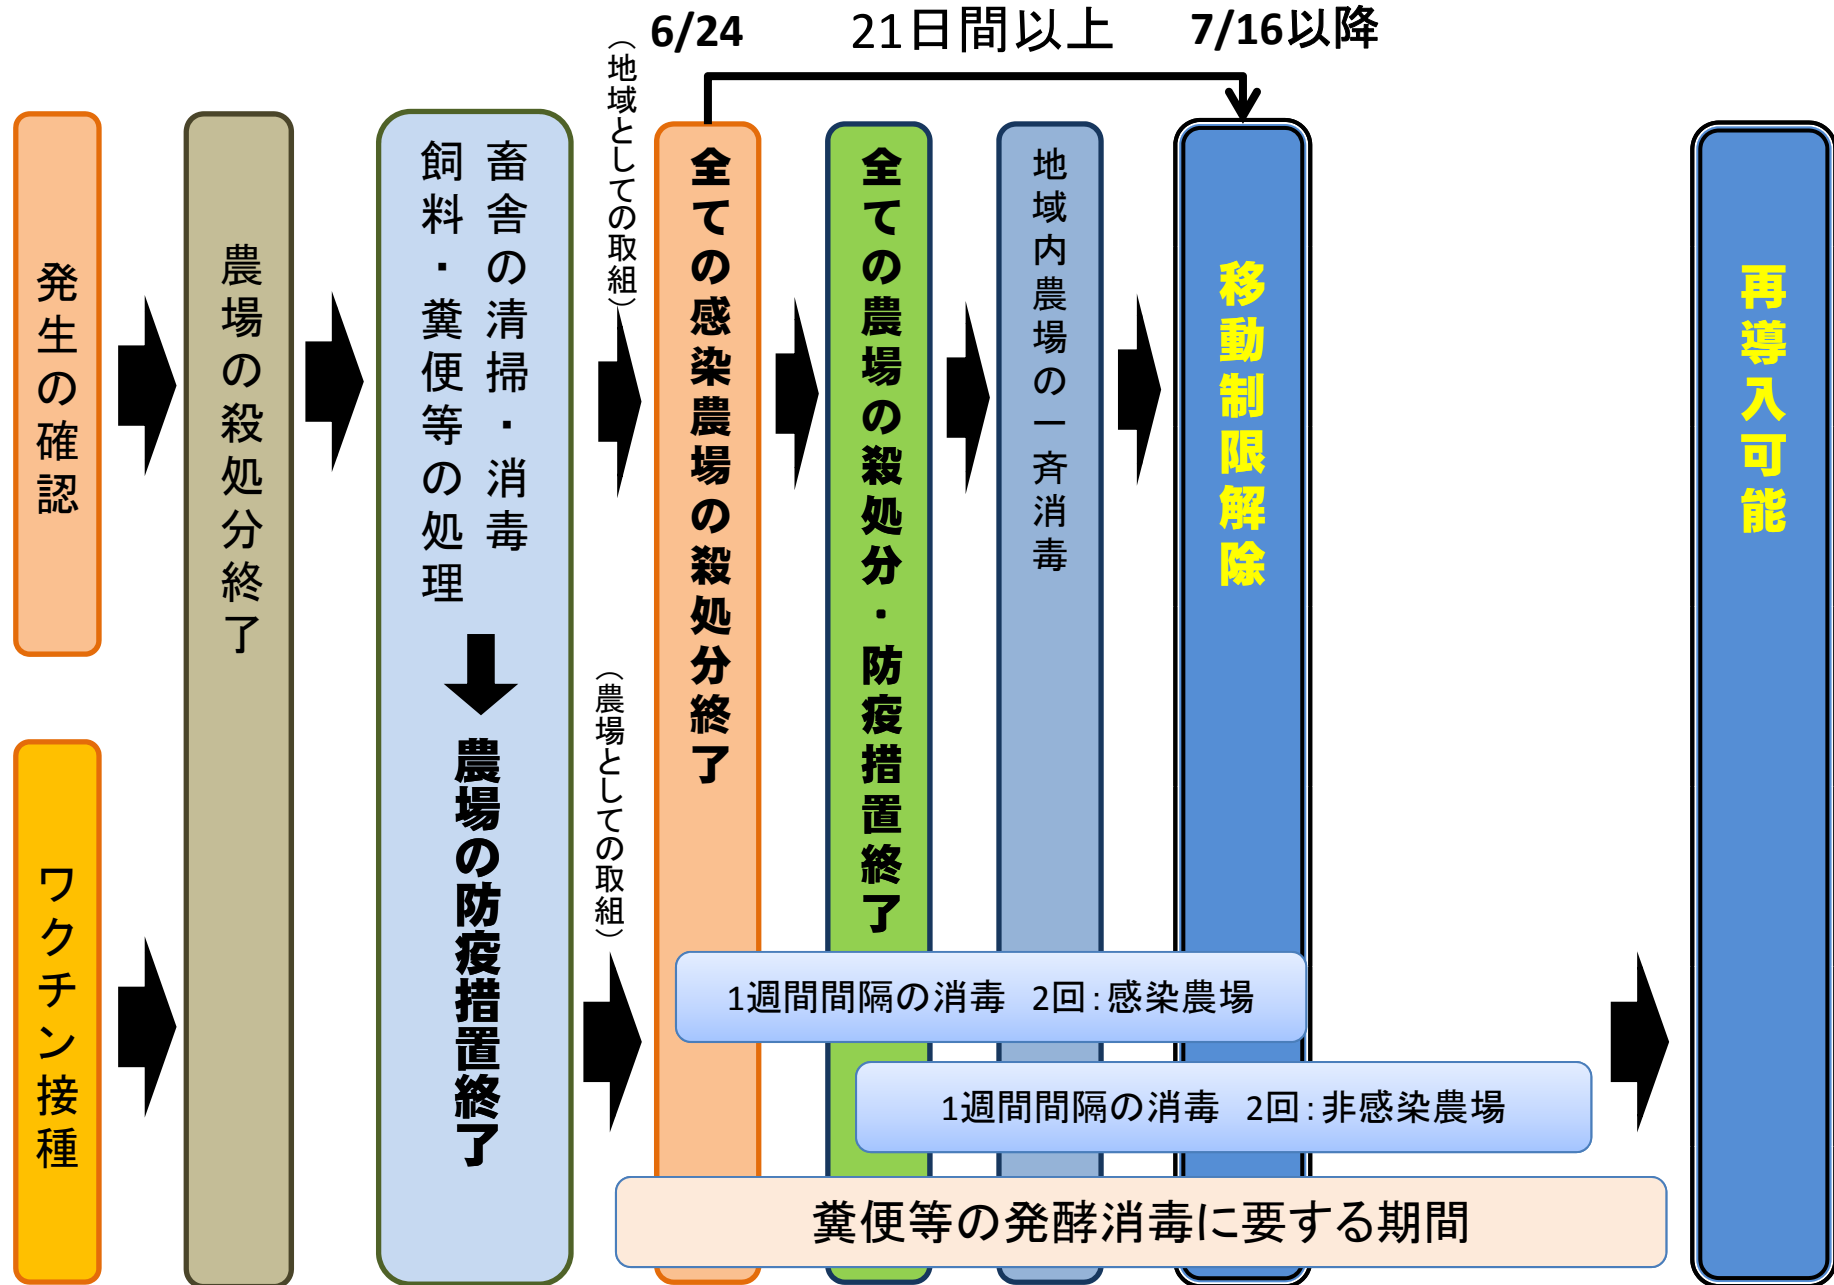 6/24
21日間以上
7/16以降
発生の確認
ワクチン接種
農場の殺処分終了
畜舎の清掃・消毒
飼料・糞便等の処理
農場の防疫措置終了
（地域としての取組）
（農場としての取組）
全ての感染農場の殺処分終了
全ての農場の殺処分・防疫措置終了
地域内農場の一斉消毒
移動制限解除
再導入可能
1週間間隔の消毒　2回：感染農場
1週間間隔の消毒　2回：非感染農場
糞便等の発酵消毒に要する期間